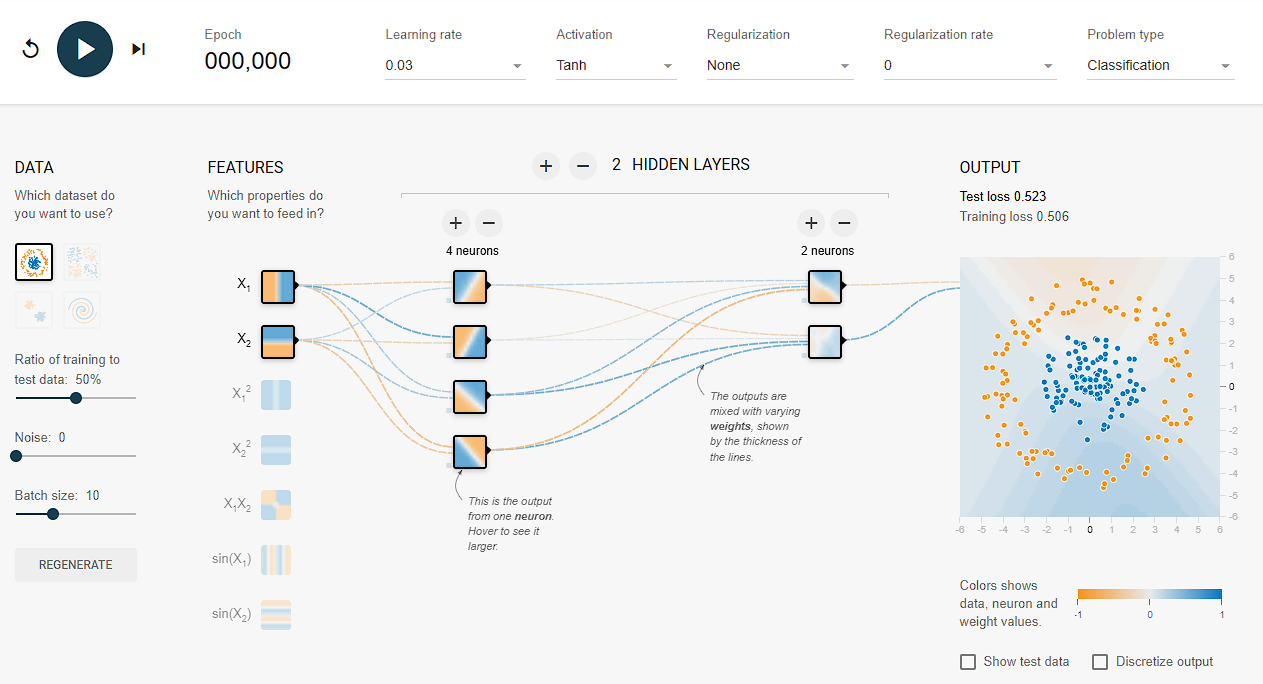 Epoch
000,000
Learning rate
0.03
Activation
Tanh
Regularization
None
Regularization rate
0
Problem type
Classification
DATA
Which dataset do
you want to use?
Ratio of training to
test data: 50%
Noise: 0
Batch size: 10
REGENERATE
FEATURES
Which properties do
you want to feed in?
X1
X2
X1²
X2²
X1X2
sin(X1)
sin(X2)
+ − 2 HIDDEN LAYERS
+ −
4 neurons
+ −
2 neurons
The outputs are
mixed with varying
weights, shown
by the thickness of
the lines.
This is the output
from one neuron.
Hover to see it
larger.
OUTPUT
Test loss 0.523
Training loss 0.506
6
5
4
3
2
1
0
-1
-2
-3
-4
-5
-6
-6 -5 -4 -3 -2 -1 0 1 2 3 4 5 6
Colors shows
data, neuron and
weight values.
-1 0 1
Show test data
Discretize output